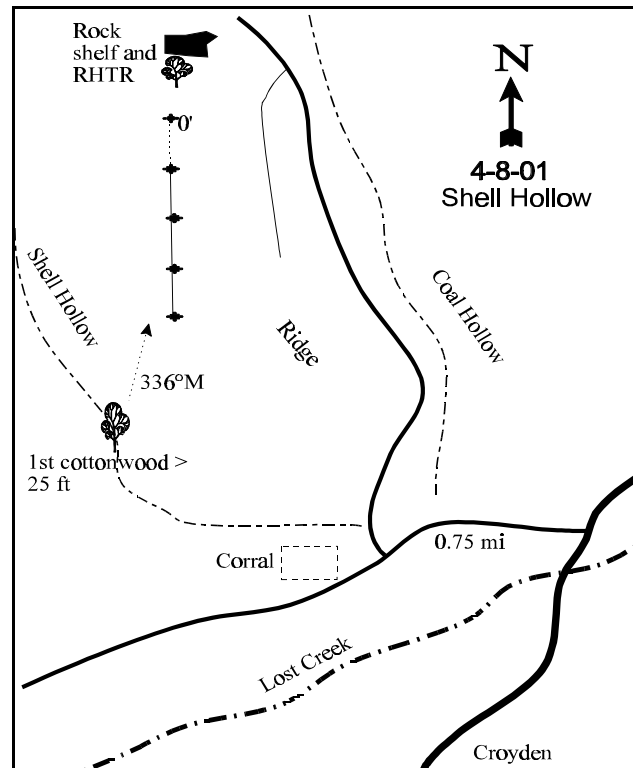 Rock
shelf and
RHTR
0'
N
4-8-01
Shell Hollow
Shell Hollow
Coal Hollow
Ridge
336°M
1st cottonwood >
25 ft
Corral
0.75 mi
Lost Creek
Croyden